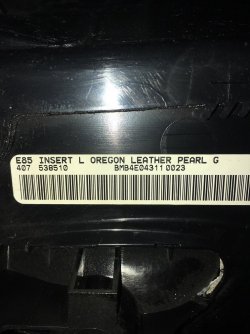 E85 INSERT L OREGON LEATHER PEARL G
407 538510 BMB4E04311 0023